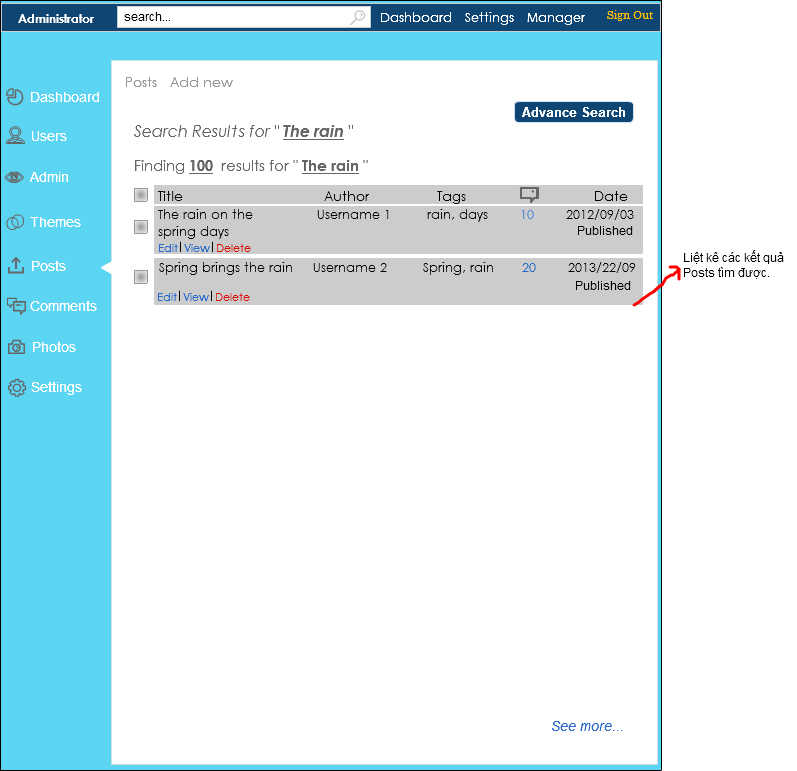 Administrator search... Dashboard Settings Manager Sign Out
Posts Add new
Advance Search
Search Results for " The rain "
Finding 100 results for " The rain "
Title Author Tags Date
The rain on the Username 1 rain, days 10 2012/09/03
spring days Published
Edit| View| Delete
Spring brings the rain Username 2 Spring, rain 20 2013/22/09
Published
Edit| View| Delete
See more...
Dashboard
Users
Admin
Themes
Posts
Comments
Photos
Settings
Liệt kê các kết quả
Posts tìm được.